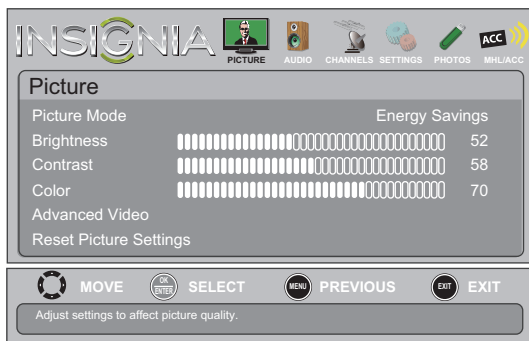 INSIGNIA
PICTURE AUDIO CHANNELS SETTINGS PHOTOS ACC MHL/ACC
Picture
Picture Mode Energy Savings
Brightness 52
Contrast 58
Color 70
Advanced Video
Reset Picture Settings
MOVE OK ENTER SELECT MENU PREVIOUS EXIT EXIT
Adjust settings to affect picture quality.